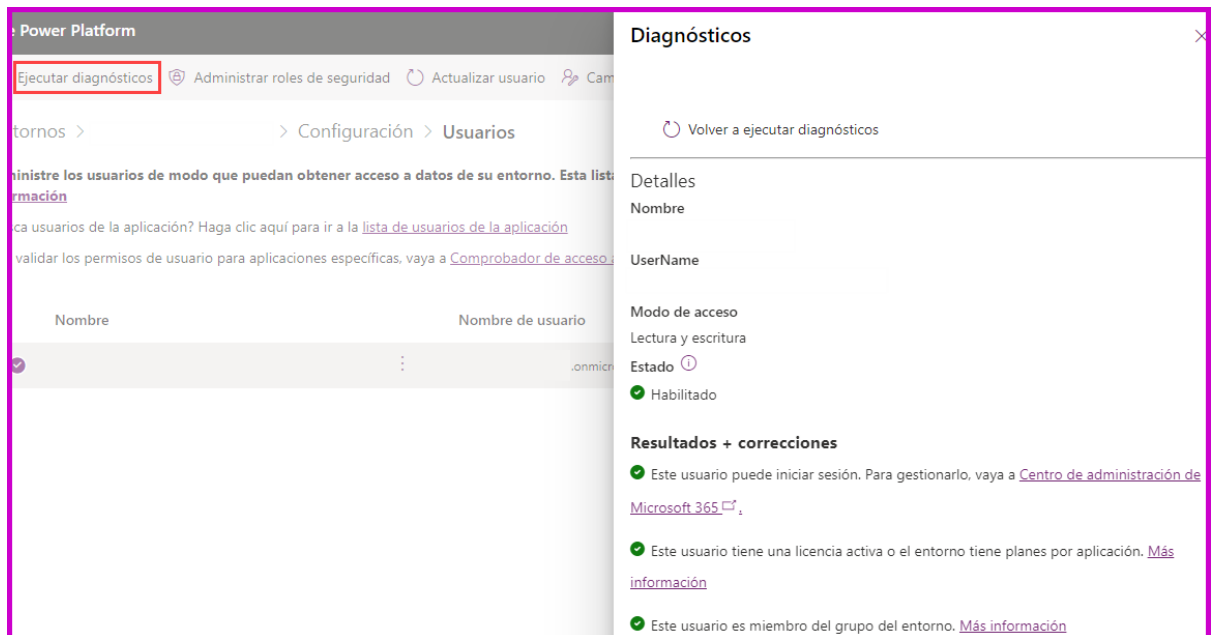 e Power Platform
Ejecutar diagnósticos
Administrar roles de seguridad
Actualizar usuario
Cam
tornos >
> Configuración > Usuarios
ninistre los usuarios de modo que puedan obtener acceso a datos de su entorno. Esta lista
rmación
ca usuarios de la aplicación? Haga clic aquí para ir a la lista de usuarios de la aplicación
validar los permisos de usuario para aplicaciones específicas, vaya a Comprobador de acceso a
Nombre
Nombre de usuario
.onmicro
Diagnósticos
Volver a ejecutar diagnósticos
Detalles
Nombre
UserName
Modo de acceso
Lectura y escritura
Estado
Habilitado
Resultados + correcciones
Este usuario puede iniciar sesión. Para gestionarlo, vaya a Centro de administración de
Microsoft 365 .
Este usuario tiene una licencia activa o el entorno tiene planes por aplicación. Más
información
Este usuario es miembro del grupo del entorno. Más información